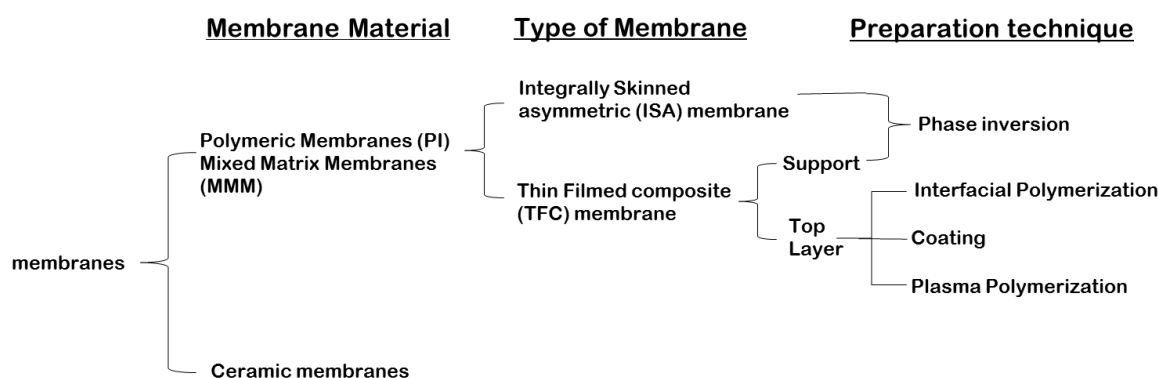 Membrane Material
Type of Membrane
Preparation technique
Integrally Skinned
asymmetric (ISA) membrane
Phase inversion
Polymeric Membranes (PI)
Mixed Matrix Membranes
(MMM)
Support
Thin Filmed composite
(TFC) membrane
Interfacial Polymerization
Top
Layer
Coating
membranes
Plasma Polymerization
Ceramic membranes